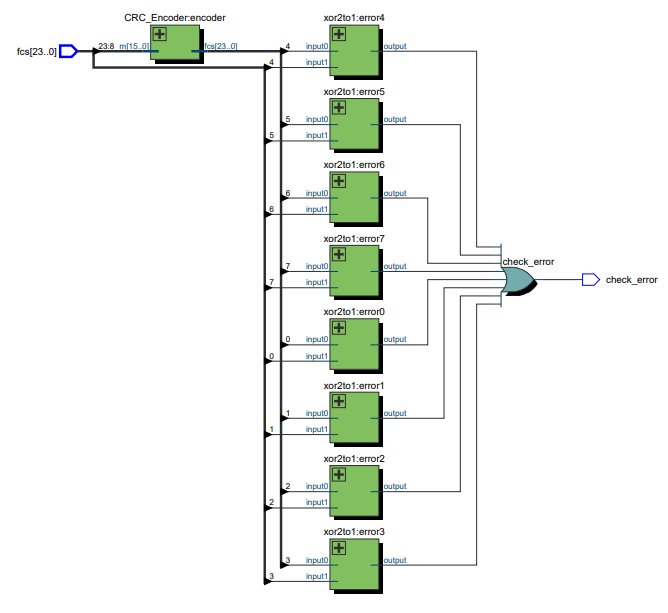 CRC_Encoder:encoder
xor2to1:error4
fcs[23..0]
23:8
m[15..0]
fcs[23..0]
4
input0
output
4
input1
xor2to1:error5
5
input0
output
5
input1
xor2to1:error6
6
input0
output
6
input1
xor2to1:error7
check_error
7
input0
output
7
input1
check_error
xor2to1:error0
0
input0
output
0
input1
xor2to1:error1
1
input0
output
1
input1
xor2to1:error2
2
input0
output
2
input1
xor2to1:error3
3
input0
output
3
input1